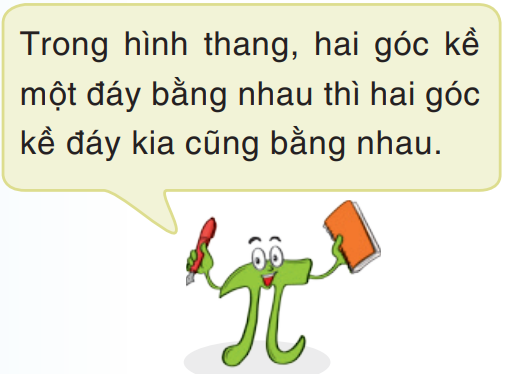 Trong hình thang, hai góc kề
một đáy bằng nhau thì hai góc
kề đáy kia cũng bằng nhau.